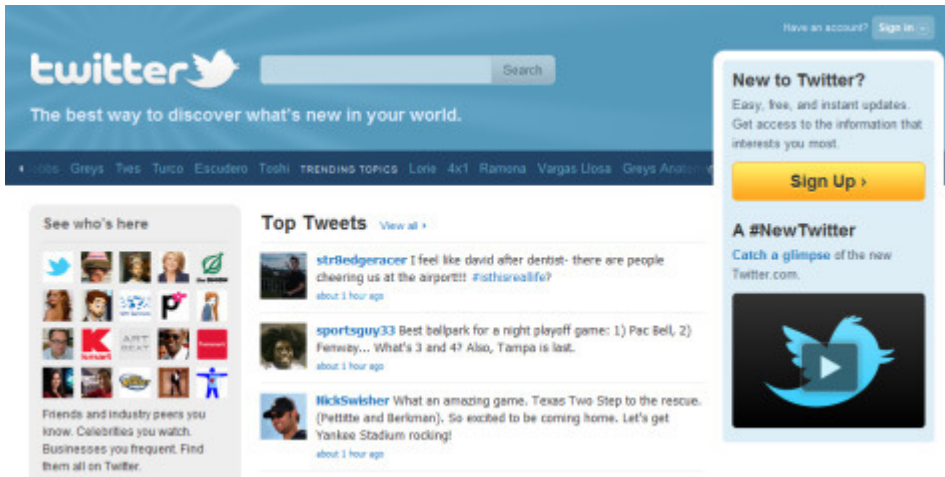 Have an account? Sign in
twitter
Search
The best way to discover what's new in your world.
Greys Tves Turco Escudero Toshi TRENDING TOPICS Lorie 4x1 Ramona Vargas Llosa Greys
New to Twitter?
Easy, free, and instant updates.
Get access to the information that
interests you most.
Sign Up ›
A #NewTwitter
Catch a glimpse of the new
Twitter.com.
See who's here
kmart
ART
BEAT
Friends and industry peers you
know. Celebrities you watch.
Businesses you frequent. Find
them all on Twitter.
Top Tweets View all ›
str8edgeracer I feel like david after dentist- there are people
cheering us at the airport!!! #isthisreallife?
about 1 hour ago
sportsguy33 Best ballpark for a night playoff game: 1) Pac Bell, 2)
Fenway... What's 3 and 4? Also, Tampa is last.
about 1 hour ago
NickSwisher What an amazing game. Texas Two Step to the rescue.
(Pettitte and Berkman). So excited to be coming home. Let's get
Yankee Stadium rocking!
about 1 hour ago